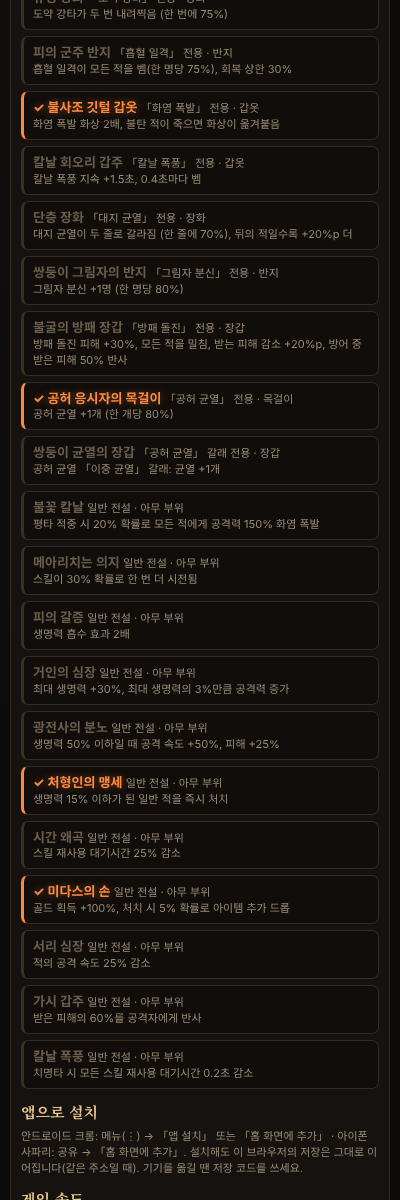 도약 강타가 두 번 내려찍음 (한 번에 75%)
피의 군주 반지 「흡혈 일격」 전용 · 반지
흡혈 일격이 모든 적을 벰(한 명당 75%), 회복 상한 30%
✓ 불사조 깃털 갑옷 「화염 폭발」 전용 · 갑옷
화염 폭발 화상 2배, 불탄 적이 죽으면 화상이 옮겨붙음
칼날 회오리 갑주 「칼날 폭풍」 전용 · 갑옷
칼날 폭풍 지속 +1.5초, 0.4초마다 벰
단층 장화 「대지 균열」 전용 · 장화
대지 균열이 두 줄로 갈라짐 (한 줄에 70%), 뒤의 적일수록 +20%p 더
쌍둥이 그림자의 반지 「그림자 분신」 전용 · 반지
그림자 분신 +1명 (한 명당 80%)
불굴의 방패 장갑 「방패 돌진」 전용 · 장갑
방패 돌진 피해 +30%, 모든 적을 밀침, 받는 피해 감소 +20%p, 방어 중
받은 피해 50% 반사
✓ 공허 응시자의 목걸이 「공허 균열」 전용 · 목걸이
공허 균열 +1개 (한 개당 80%)
쌍둥이 균열의 장갑 「공허 균열」 갈래 전용 · 장갑
공허 균열 「이중 균열」 갈래: 균열 +1개
불꽃 칼날 일반 전설 · 아무 부위
평타 적중 시 20% 확률로 모든 적에게 공격력 150% 화염 폭발
메아리치는 의지 일반 전설 · 아무 부위
스킬이 30% 확률로 한 번 더 시전됨
피의 갈증 일반 전설 · 아무 부위
생명력 흡수 효과 2배
거인의 심장 일반 전설 · 아무 부위
최대 생명력 +30%, 최대 생명력의 3%만큼 공격력 증가
광전사의 분노 일반 전설 · 아무 부위
생명력 50% 이하일 때 공격 속도 +50%, 피해 +25%
✓ 처형인의 맹세 일반 전설 · 아무 부위
생명력 15% 이하가 된 일반 적을 즉시 처치
시간 왜곡 일반 전설 · 아무 부위
스킬 재사용 대기시간 25% 감소
✓ 미다스의 손 일반 전설 · 아무 부위
골드 획득 +100%, 처치 시 5% 확률로 아이템 추가 드롭
서리 심장 일반 전설 · 아무 부위
적의 공격 속도 25% 감소
가시 갑주 일반 전설 · 아무 부위
받은 피해의 60%를 공격자에게 반사
칼날 폭풍 일반 전설 · 아무 부위
치명타 시 모든 스킬 재사용 대기시간 0.2초 감소
앱으로 설치
안드로이드 크롬: 메뉴(⋮) → 「앱 설치」 또는 「홈 화면에 추가」 · 아이폰
사파리: 공유 → 「홈 화면에 추가」. 설치해도 이 브라우저의 저장은 그대로 이
어집니다(같은 주소일 때). 기기를 옮길 땐 저장 코드를 쓰세요.
게임 속도